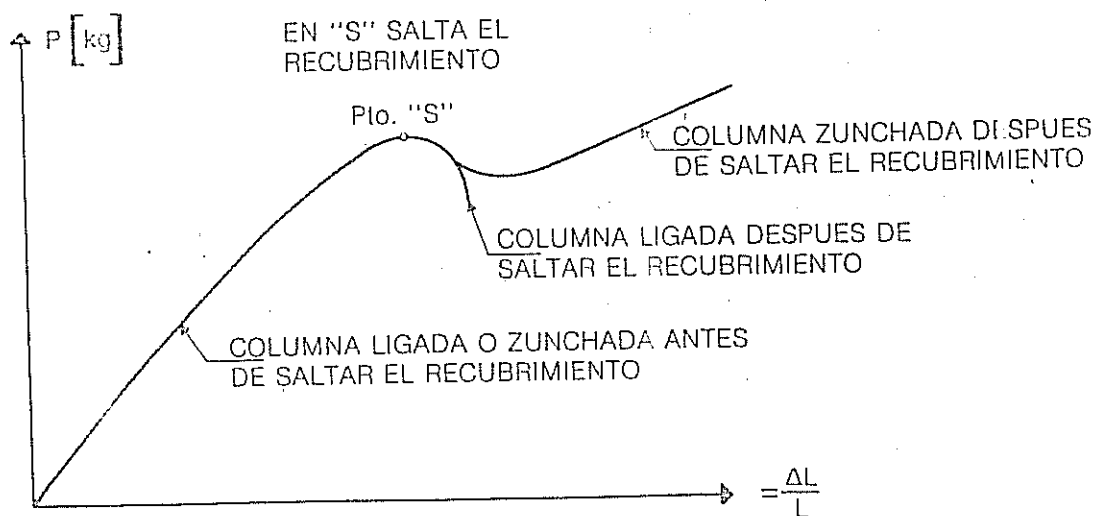 P [kg]
EN "S" SALTA EL
RECUBRIMIENTO
Pto. "S"
COLUMNA ZUNCHADA DESPUES
DE SALTAR EL RECUBRIMIENTO
COLUMNA LIGADA DESPUES DE
SALTAR EL RECUBRIMIENTO
COLUMNA LIGADA O ZUNCHADA ANTES
DE SALTAR EL RECUBRIMIENTO
= ΔL
L